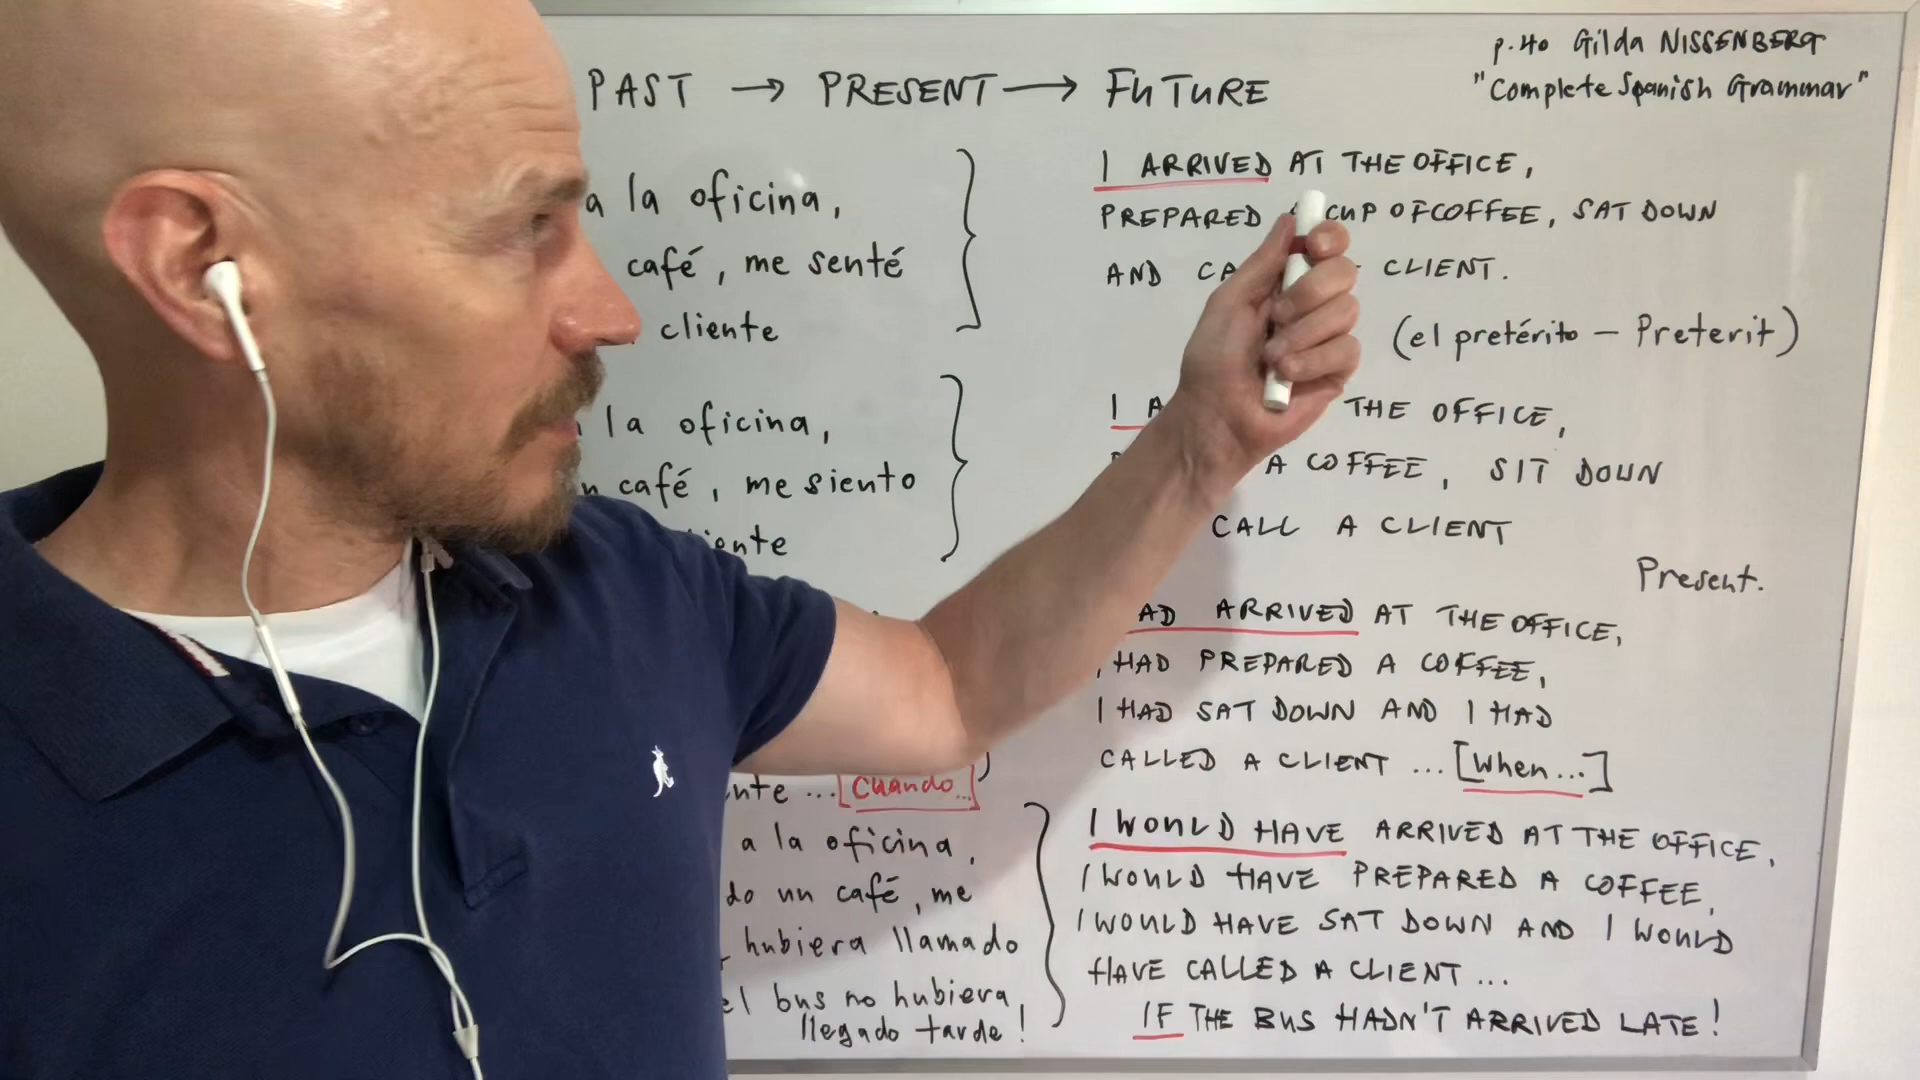 p.40 Gilda NISSENBERG
"Complete Spanish Grammar"
PAST → PRESENT → FUTURE
a la oficina,
café, me senté
cliente
la oficina,
café, me siento
cuando...
a la oficina,
un café, me
hubiera llamado
el bus no hubiera
llegado tarde!
I ARRIVED AT THE OFFICE,
PREPARED CUP OF COFFEE, SAT DOWN
AND CLIENT.
(el pretérito – Preterit)
I THE OFFICE,
A COFFEE, SIT DOWN
CALL A CLIENT
Present.
ARRIVED AT THE OFFICE,
HAD PREPARED A COFFEE,
I HAD SAT DOWN AND I HAD
CALLED A CLIENT ... [when...]
I WOULD HAVE ARRIVED AT THE OFFICE,
I WOULD HAVE PREPARED A COFFEE,
I WOULD HAVE SAT DOWN AND I WOULD
HAVE CALLED A CLIENT ...
IF THE BUS HADN'T ARRIVED LATE!